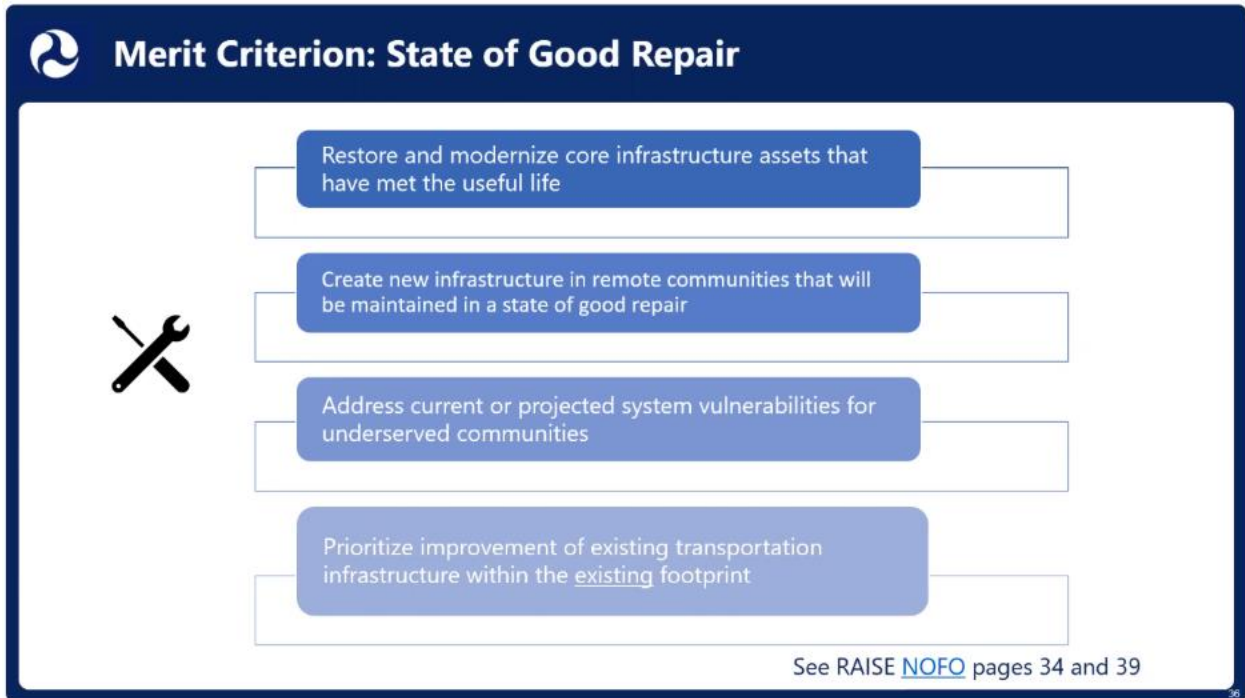 Merit Criterion: State of Good Repair
Restore and modernize core infrastructure assets that
have met the useful life
Create new infrastructure in remote communities that will
be maintained in a state of good repair
Address current or projected system vulnerabilities for
underserved communities
Prioritize improvement of existing transportation
infrastructure within the existing footprint
See RAISE NOFO pages 34 and 39
36